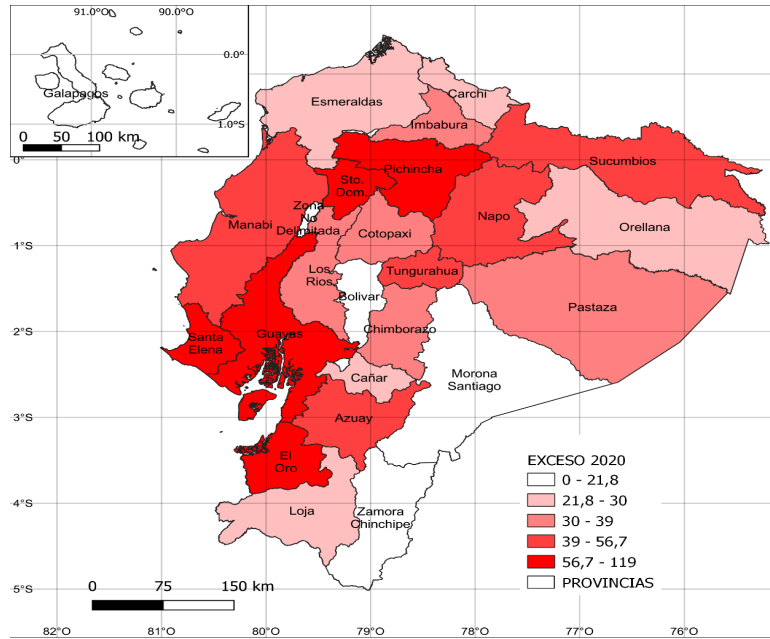 91.0°O 90.0°O
0.0°
Galapagos
1.0°S
0 50 100 km
Esmeraldas
Carchi
Imbabura
0°
Sucumbios
Pichincha
Sto.
Dom.
Zona
No
Delimitada
Napo
Manabi
Orellana
Cotopaxi
1°S
Los
Rios
Tungurahua
Bolivar
Pastaza
2°S
Santa
Elena
Guayas
Chimborazo
Cañar
Morona
Santiago
3°S
Azuay
El
Oro
4°S
Loja
Zamora
Chinchipe
5°S
EXCESO 2020
0 - 21,8
21,8 - 30
30 - 39
39 - 56,7
56,7 - 119
PROVINCIAS
0 75 150 km
82°O 81°O 80°O 79°O 78°O 77°O 76°O